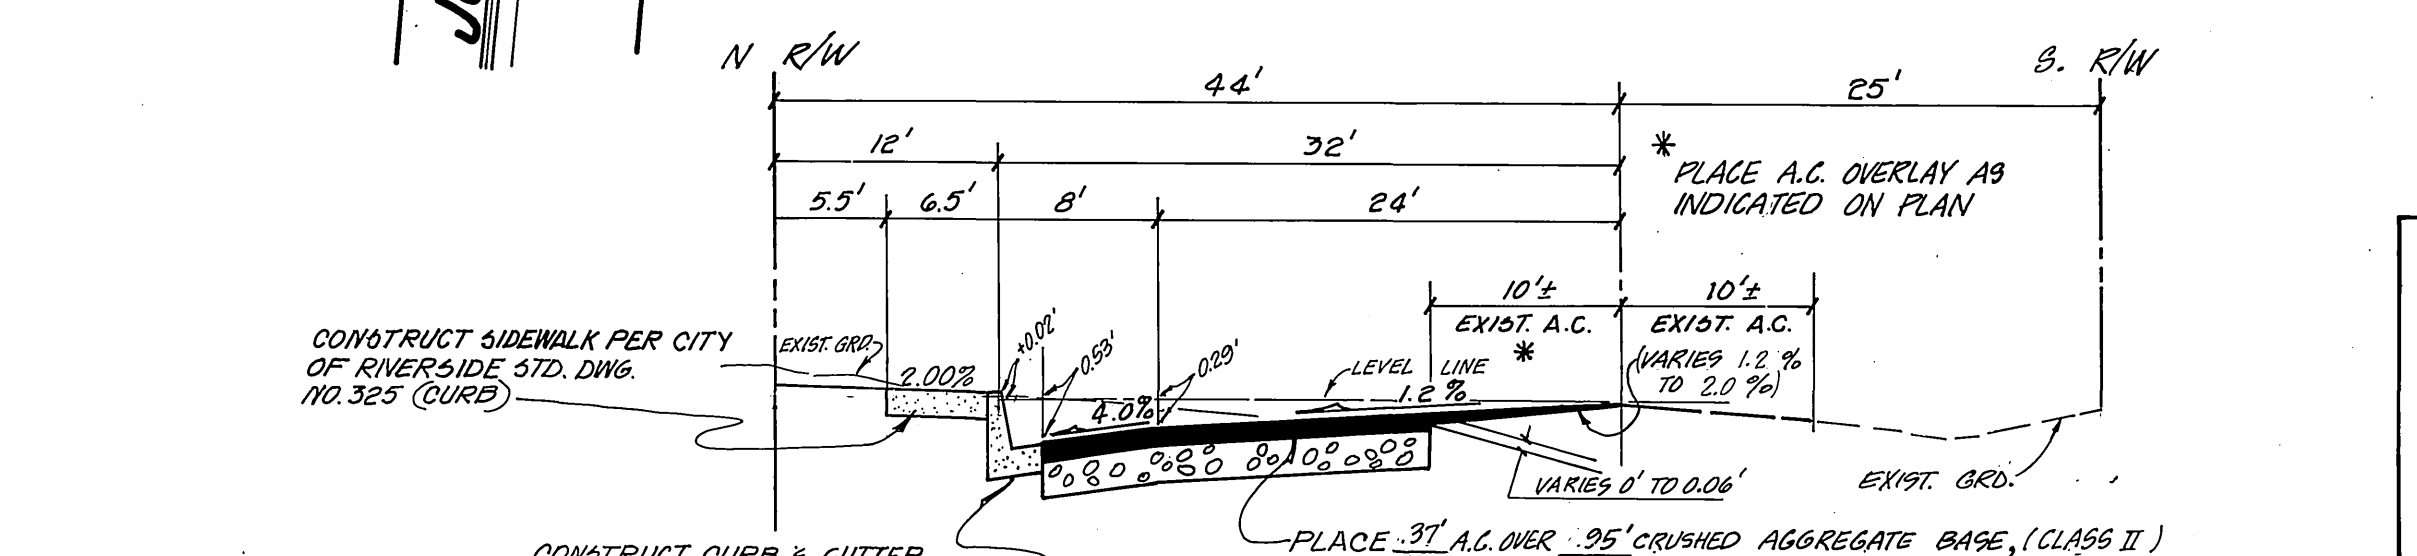 N R/W
S. R/W
44'
25'
12'
32'
*
PLACE A.C. OVERLAY AS
INDICATED ON PLAN
5.5'
6.5'
8'
24'
10'±
10'±
EXIST. A.C.
EXIST. A.C.
*
(VARIES 1.2 %
TO 2.0 %)
CONSTRUCT SIDEWALK PER CITY
OF RIVERSIDE STD. DWG.
NO. 325 (CURB)
EXIST. GRD.
2.00%
+0.02'
0.53'
0.29'
LEVEL LINE
4.0%
1.2 %
VARIES 0' TO 0.06'
EXIST. GRD.
PLACE .37' A.C. OVER .95' CRUSHED AGGREGATE BASE, (CLASS II)
CONSTRUCT CURB & GUTTER